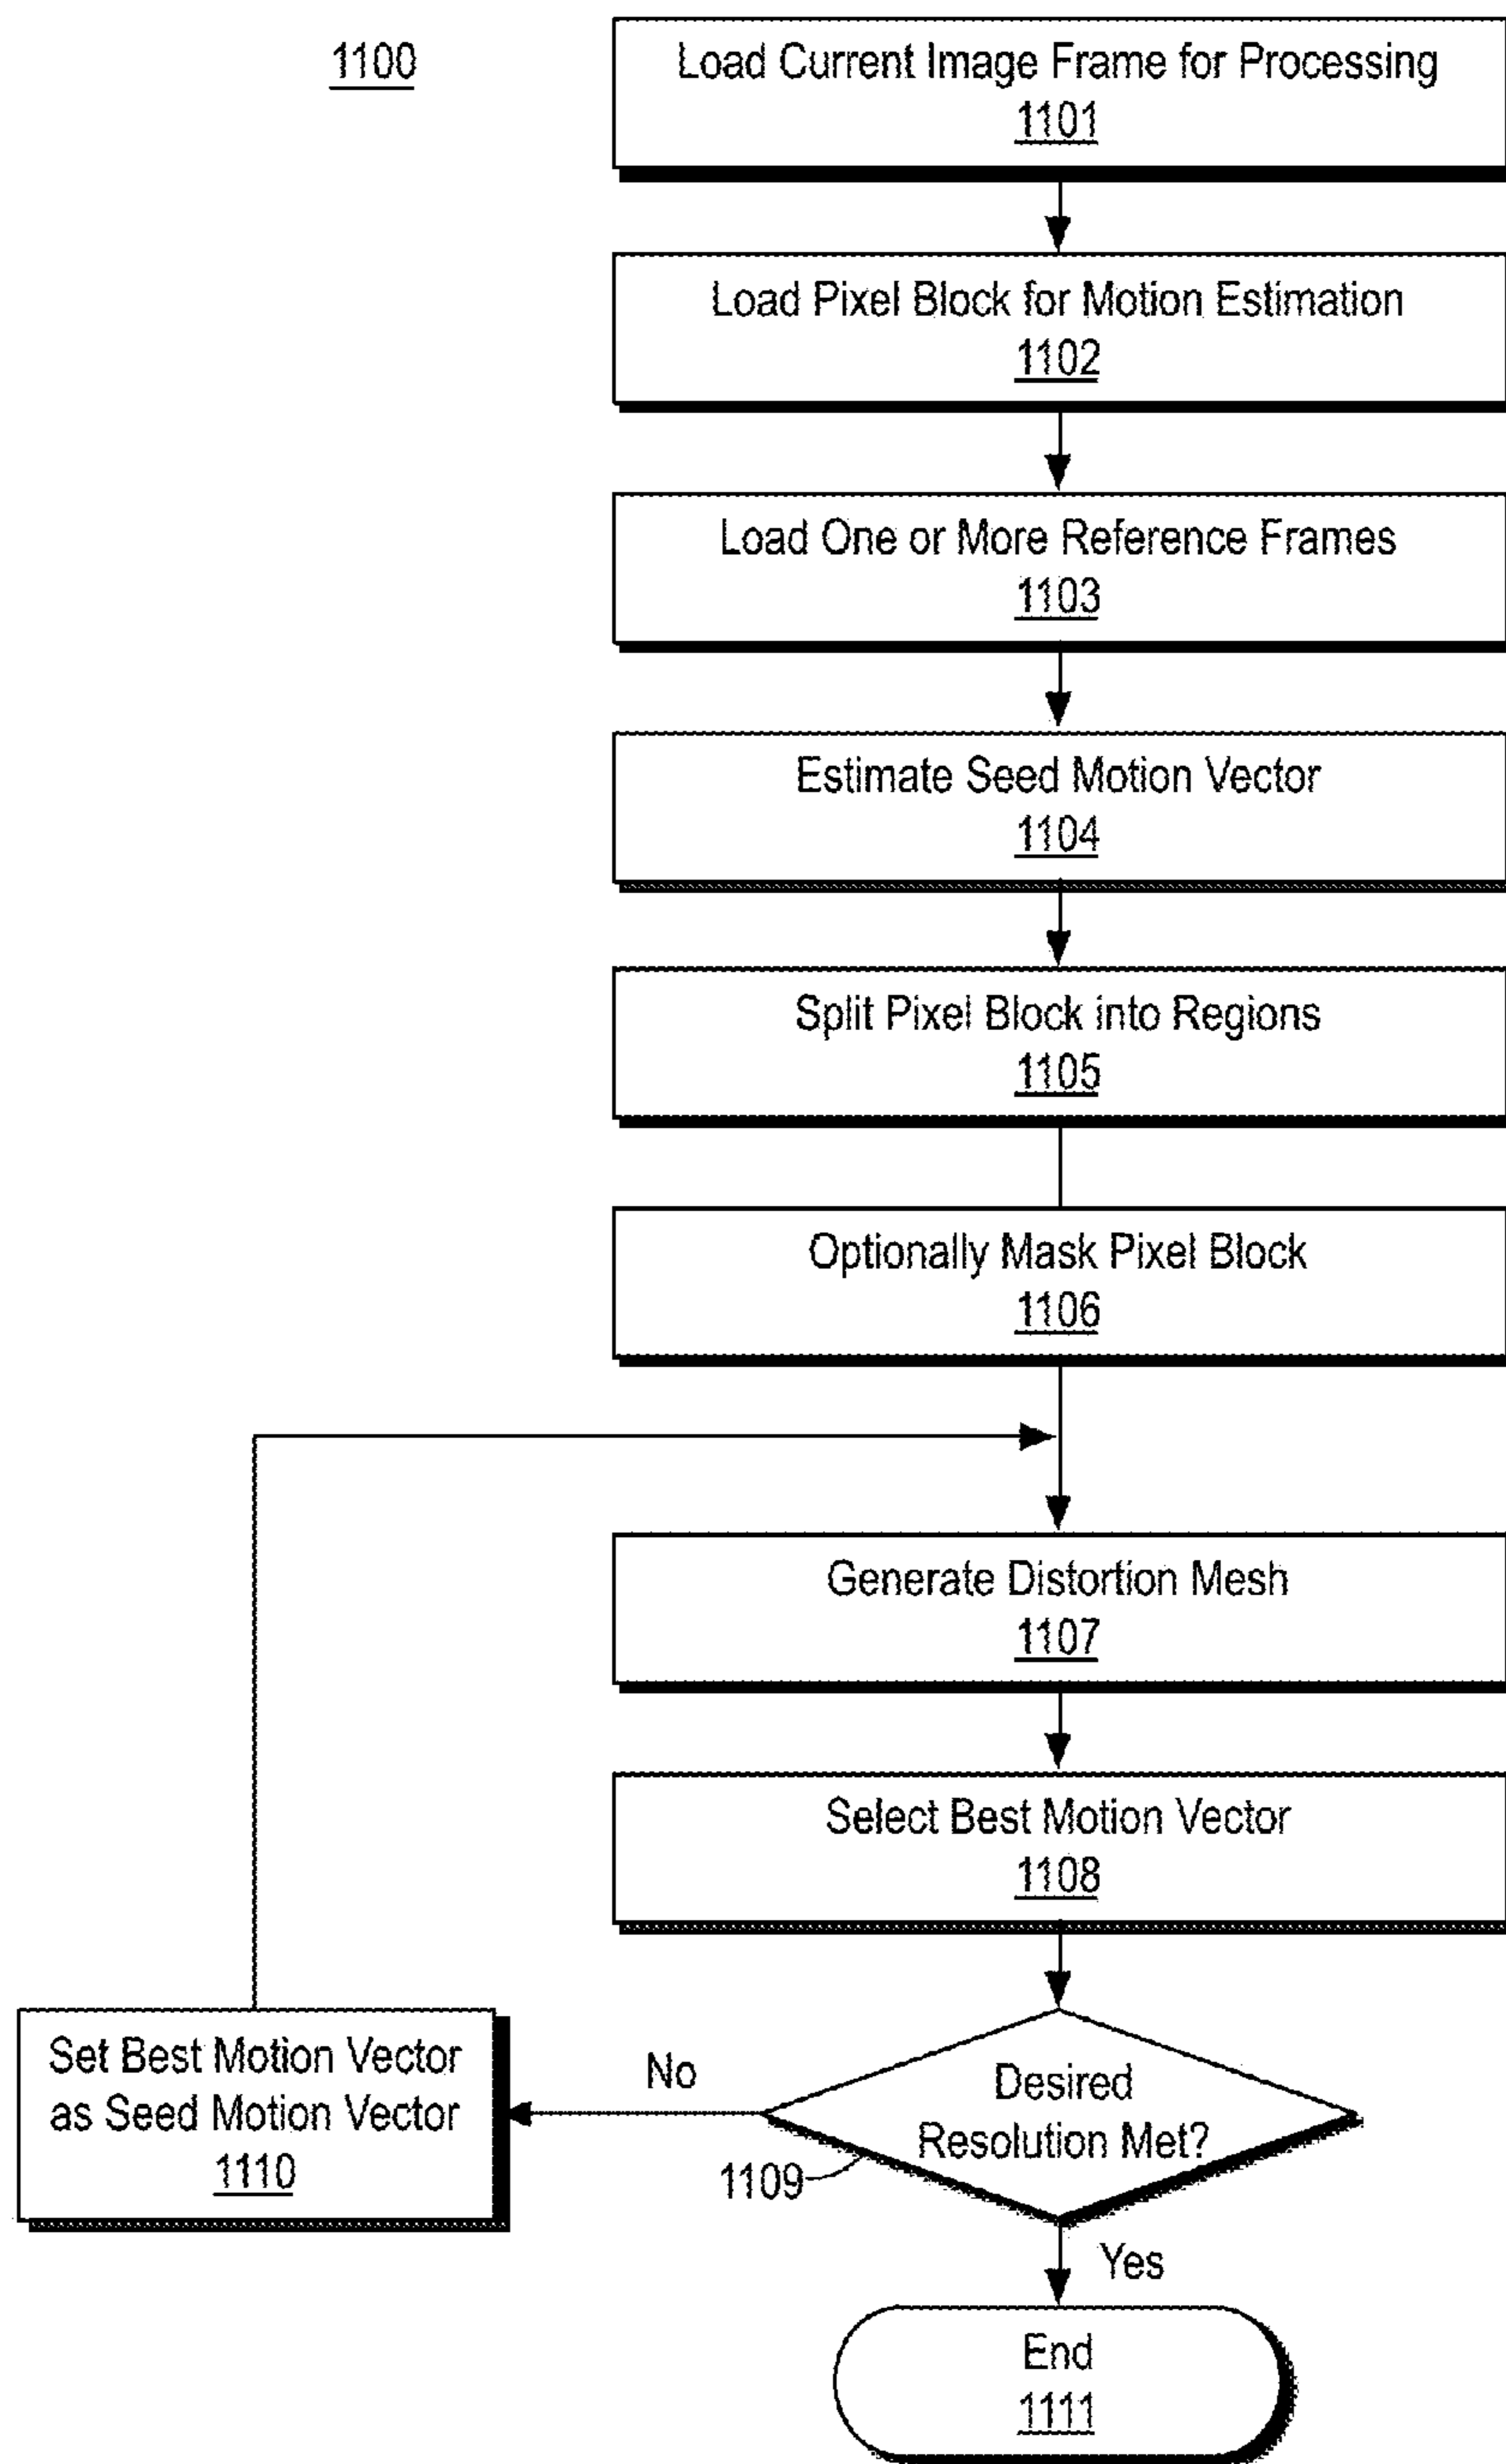 1100
Load Current Image Frame for Processing
1101
Load Pixel Block for Motion Estimation
1102
Load One or More Reference Frames
1103
Estimate Seed Motion Vector
1104
Split Pixel Block into Regions
1105
Optionally Mask Pixel Block
1106
Generate Distortion Mesh
1107
Select Best Motion Vector
1108
Desired
Resolution Met?
1109
No
Set Best Motion Vector
as Seed Motion Vector
1110
Yes
End
1111